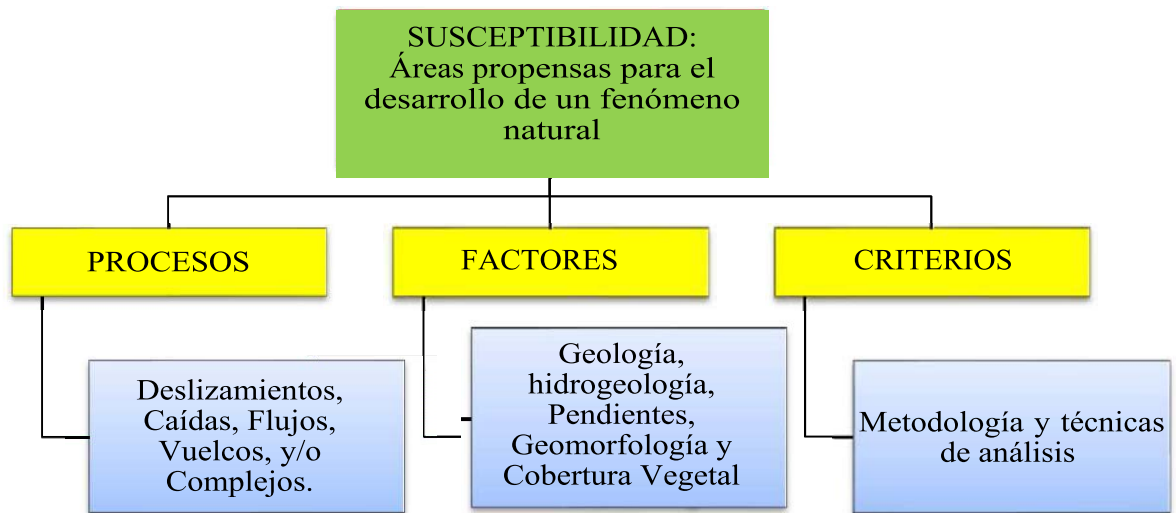 SUSCEPTIBILIDAD:
Áreas propensas para el
desarrollo de un fenómeno
natural
PROCESOS
FACTORES
CRITERIOS
Deslizamientos,
Caídas, Flujos,
Vuelcos, y/o
Complejos.
Geología,
hidrogeología,
Pendientes,
Geomorfología y
Cobertura Vegetal
Metodología y técnicas
de análisis